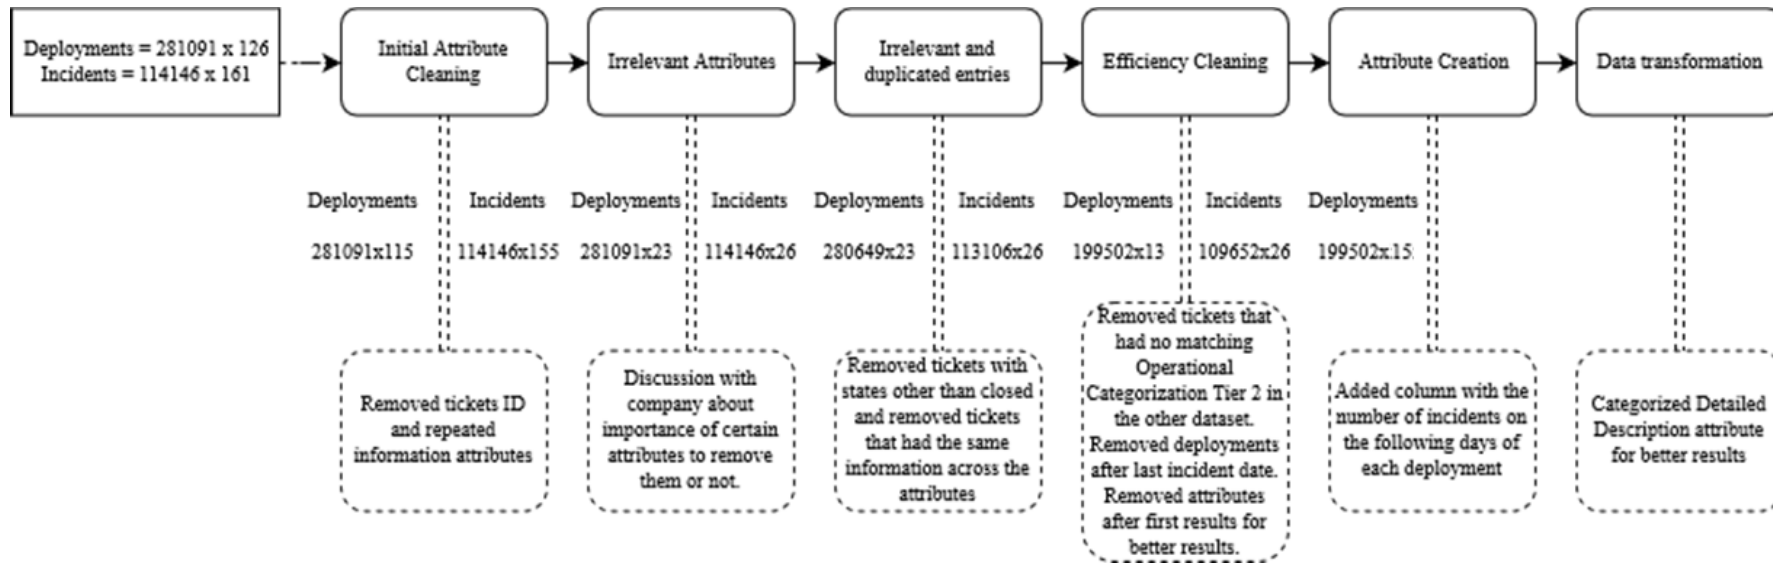 Deployments = 281091 x 126
Incidents = 114146 x 161
Initial Attribute
Cleaning
Irrelevant Attributes
Irrelevant and
duplicated entries
Efficiency Cleaning
Attribute Creation
Data transformation
Deployments
Incidents
281091x115
114146x155
Deployments
Incidents
281091x23
114146x26
Deployments
Incidents
280649x23
113106x26
Deployments
Incidents
199502x13
109652x26
Deployments
199502x15
Removed tickets ID
and repeated
information attributes
Discussion with
company about
importance of certain
attributes to remove
them or not.
Removed tickets with
states other than closed
and removed tickets
that had the same
information across the
attributes
Removed tickets that
had no matching
Operational
Categorization Tier 2 in
the other dataset.
Removed deployments
after last incident date.
Removed attributes
after first results for
better results.
Added column with the
number of incidents on
the following days of
each deployment
Categorized Detailed
Description attribute
for better results